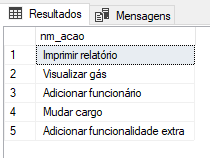 Resultados Mensagens
nm_acao
1 Imprimir relatório
2 Visualizar gás
3 Adicionar funcionário
4 Mudar cargo
5 Adicionar funcionalidade extra